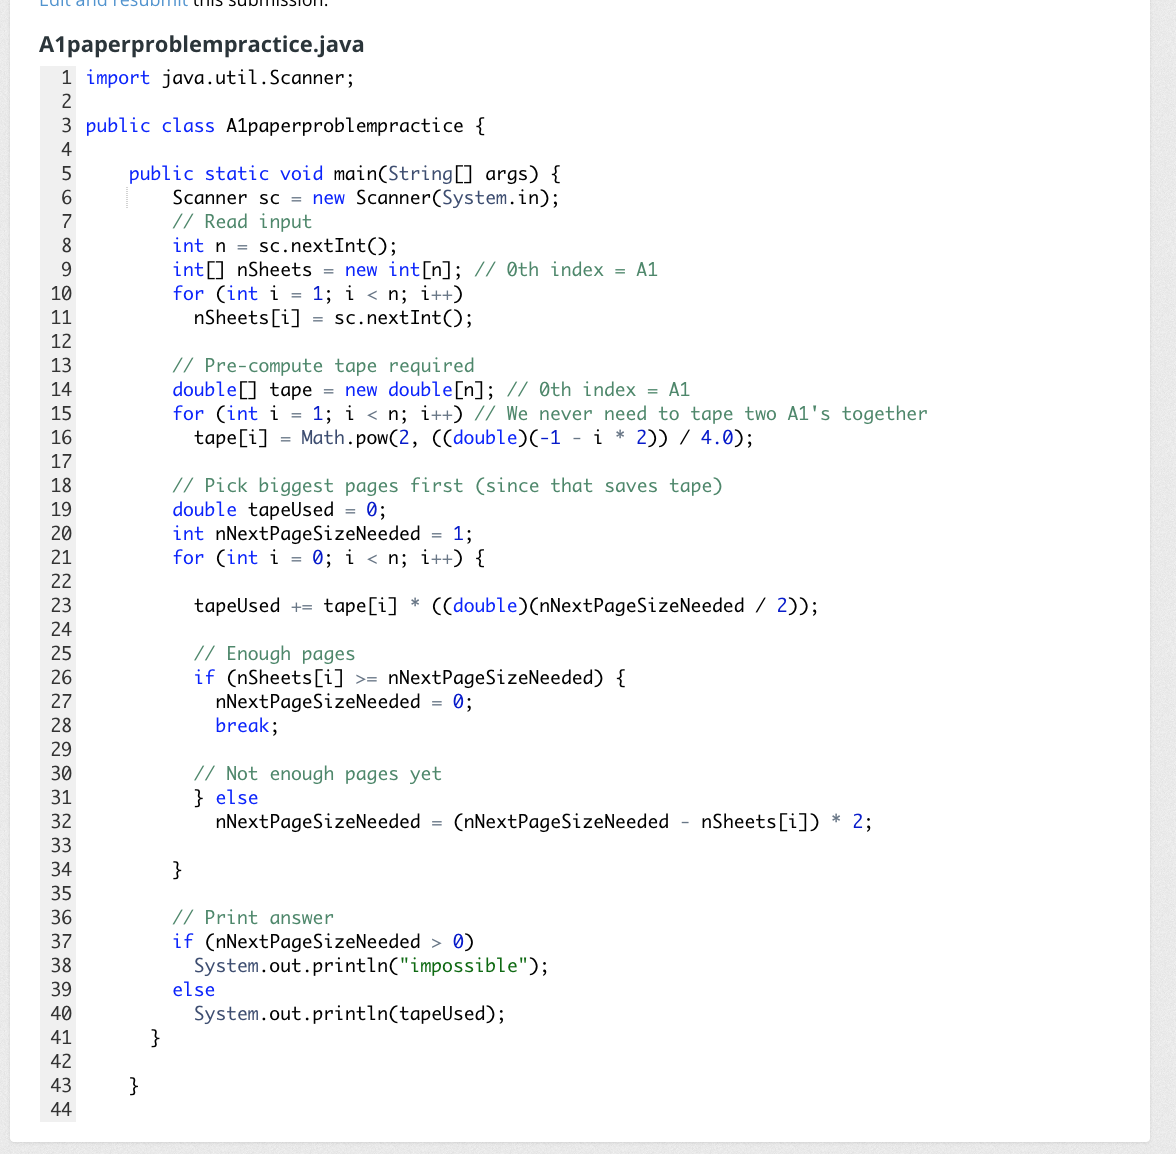 Edit and resubmit this submission.
A1paperproblempractice.java
1 import java.util.Scanner;
2
3 public class A1paperproblempractice {
4
5     public static void main(String[] args) {
6         Scanner sc = new Scanner(System.in);
7         // Read input
8         int n = sc.nextInt();
9         int[] nSheets = new int[n]; // 0th index = A1
10         for (int i = 1; i < n; i++)
11           nSheets[i] = sc.nextInt();
12
13         // Pre-compute tape required
14         double[] tape = new double[n]; // 0th index = A1
15         for (int i = 1; i < n; i++) // We never need to tape two A1's together
16           tape[i] = Math.pow(2, ((double)(-1 - i * 2)) / 4.0);
17
18         // Pick biggest pages first (since that saves tape)
19         double tapeUsed = 0;
20         int nNextPageSizeNeeded = 1;
21         for (int i = 0; i < n; i++) {
22
23           tapeUsed += tape[i] * ((double)(nNextPageSizeNeeded / 2));
24
25           // Enough pages
26           if (nSheets[i] >= nNextPageSizeNeeded) {
27             nNextPageSizeNeeded = 0;
28             break;
29
30           // Not enough pages yet
31           } else
32             nNextPageSizeNeeded = (nNextPageSizeNeeded - nSheets[i]) * 2;
33
34         }
35
36         // Print answer
37         if (nNextPageSizeNeeded > 0)
38           System.out.println("impossible");
39         else
40           System.out.println(tapeUsed);
41       }
42
43     }
44